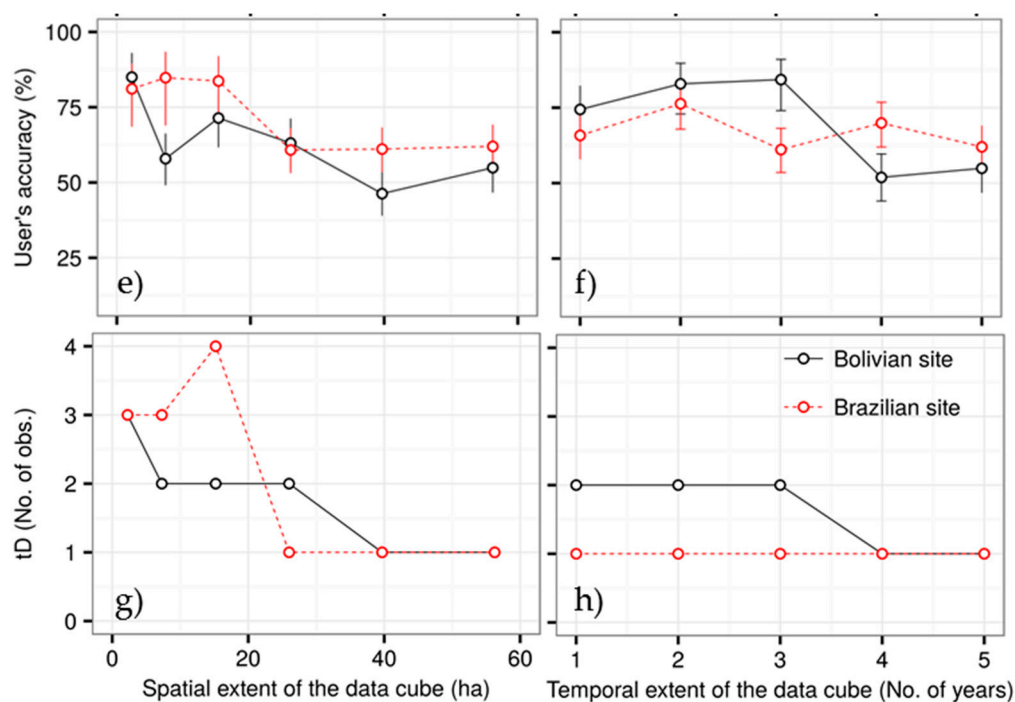 100
75
50
25
User's accuracy (%)
e)
f)
4
3
2
1
0
tD (No. of obs.)
g)
h)
Bolivian site
Brazilian site
0 20 40 60
1 2 3 4 5
Spatial extent of the data cube (ha)
Temporal extent of the data cube (No. of years)